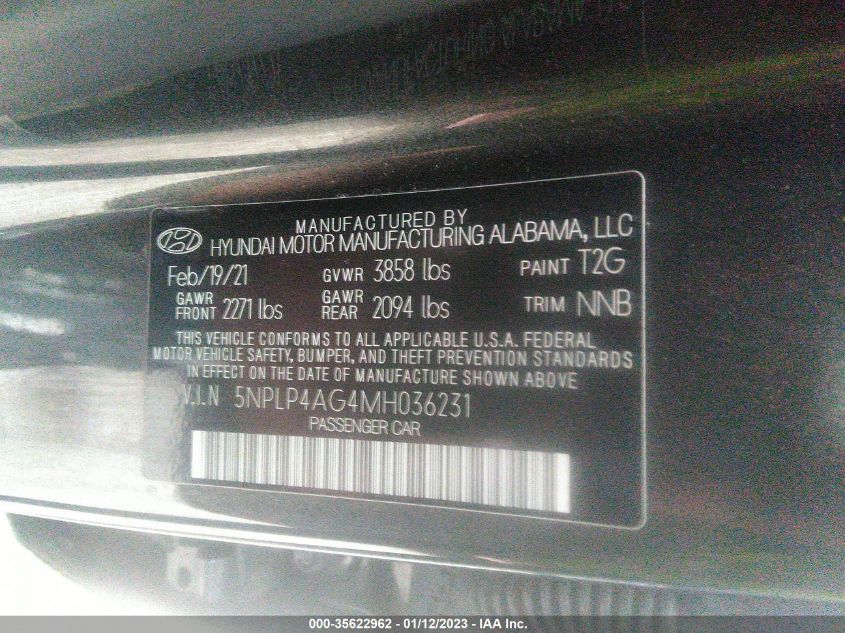 MANUFACTURED BY
HYUNDAI MOTOR MANUFACTURING ALABAMA, LLC
Feb/19/21 GVWR 3858 lbs PAINT T2G
GAWR FRONT 2271 lbs GAWR REAR 2094 lbs TRIM NNB
THIS VEHICLE CONFORMS TO ALL APPLICABLE U.S.A. FEDERAL
MOTOR VEHICLE SAFETY, BUMPER, AND THEFT PREVENTION STANDARDS
IN EFFECT ON THE DATE OF MANUFACTURE SHOWN ABOVE
V.I.N 5NPLP4AG4MH036231
PASSENGER CAR
000-35622962 - 01/12/2023 - IAA Inc.